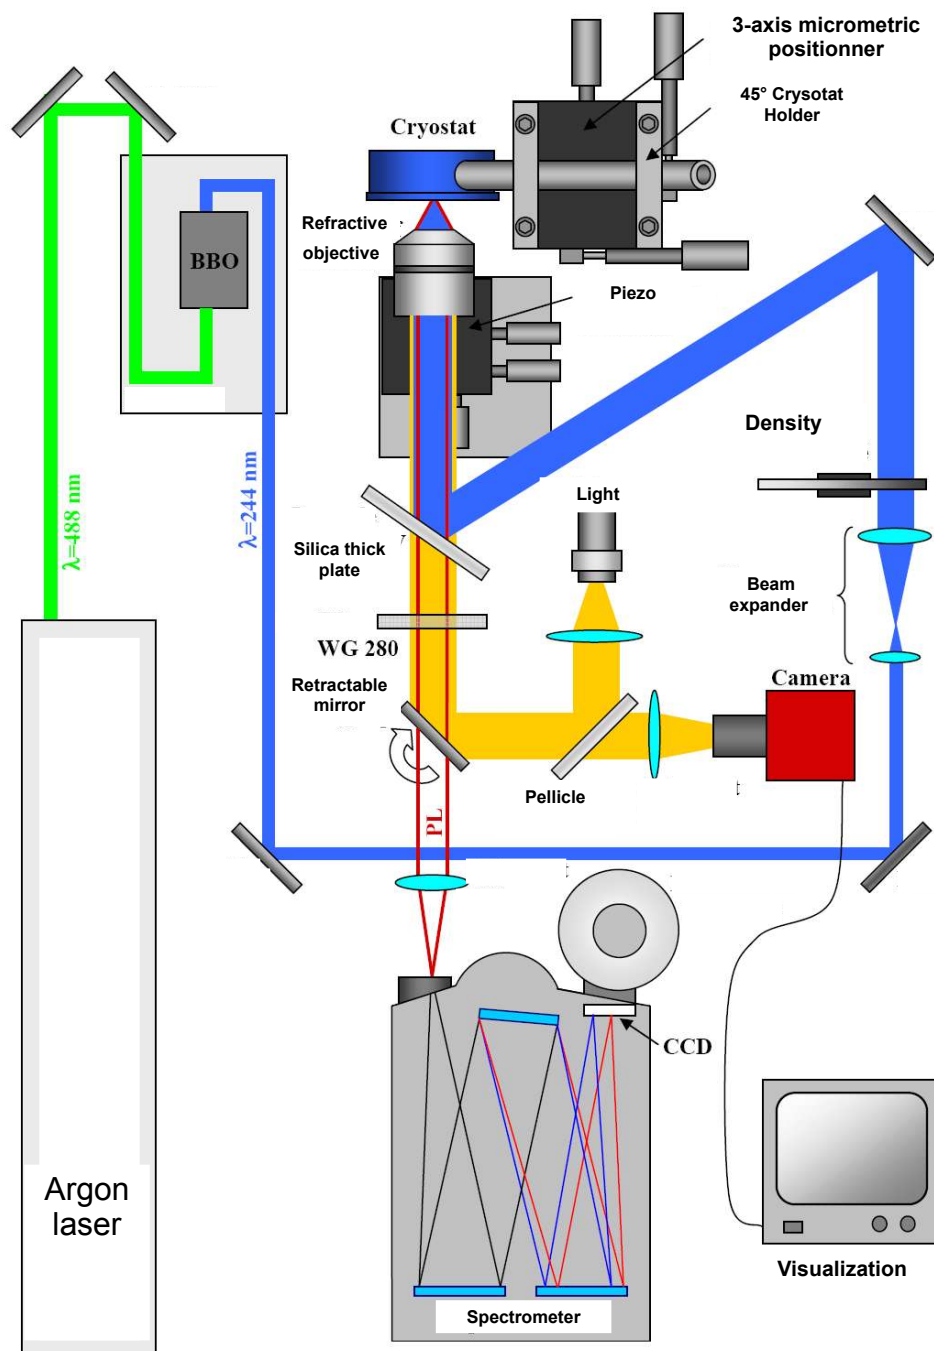 3-axis micrometric
positionner
45° Crysotat
Holder
Cryostat
Refractive
objective
BBO
Piezo
Density
λ=488 nm
λ=244 nm
Light
Silica thick
plate
Beam
expander
WG 280
Retractable
mirror
Camera
Pellicle
PL
CCD
Argon
laser
Visualization
Spectrometer